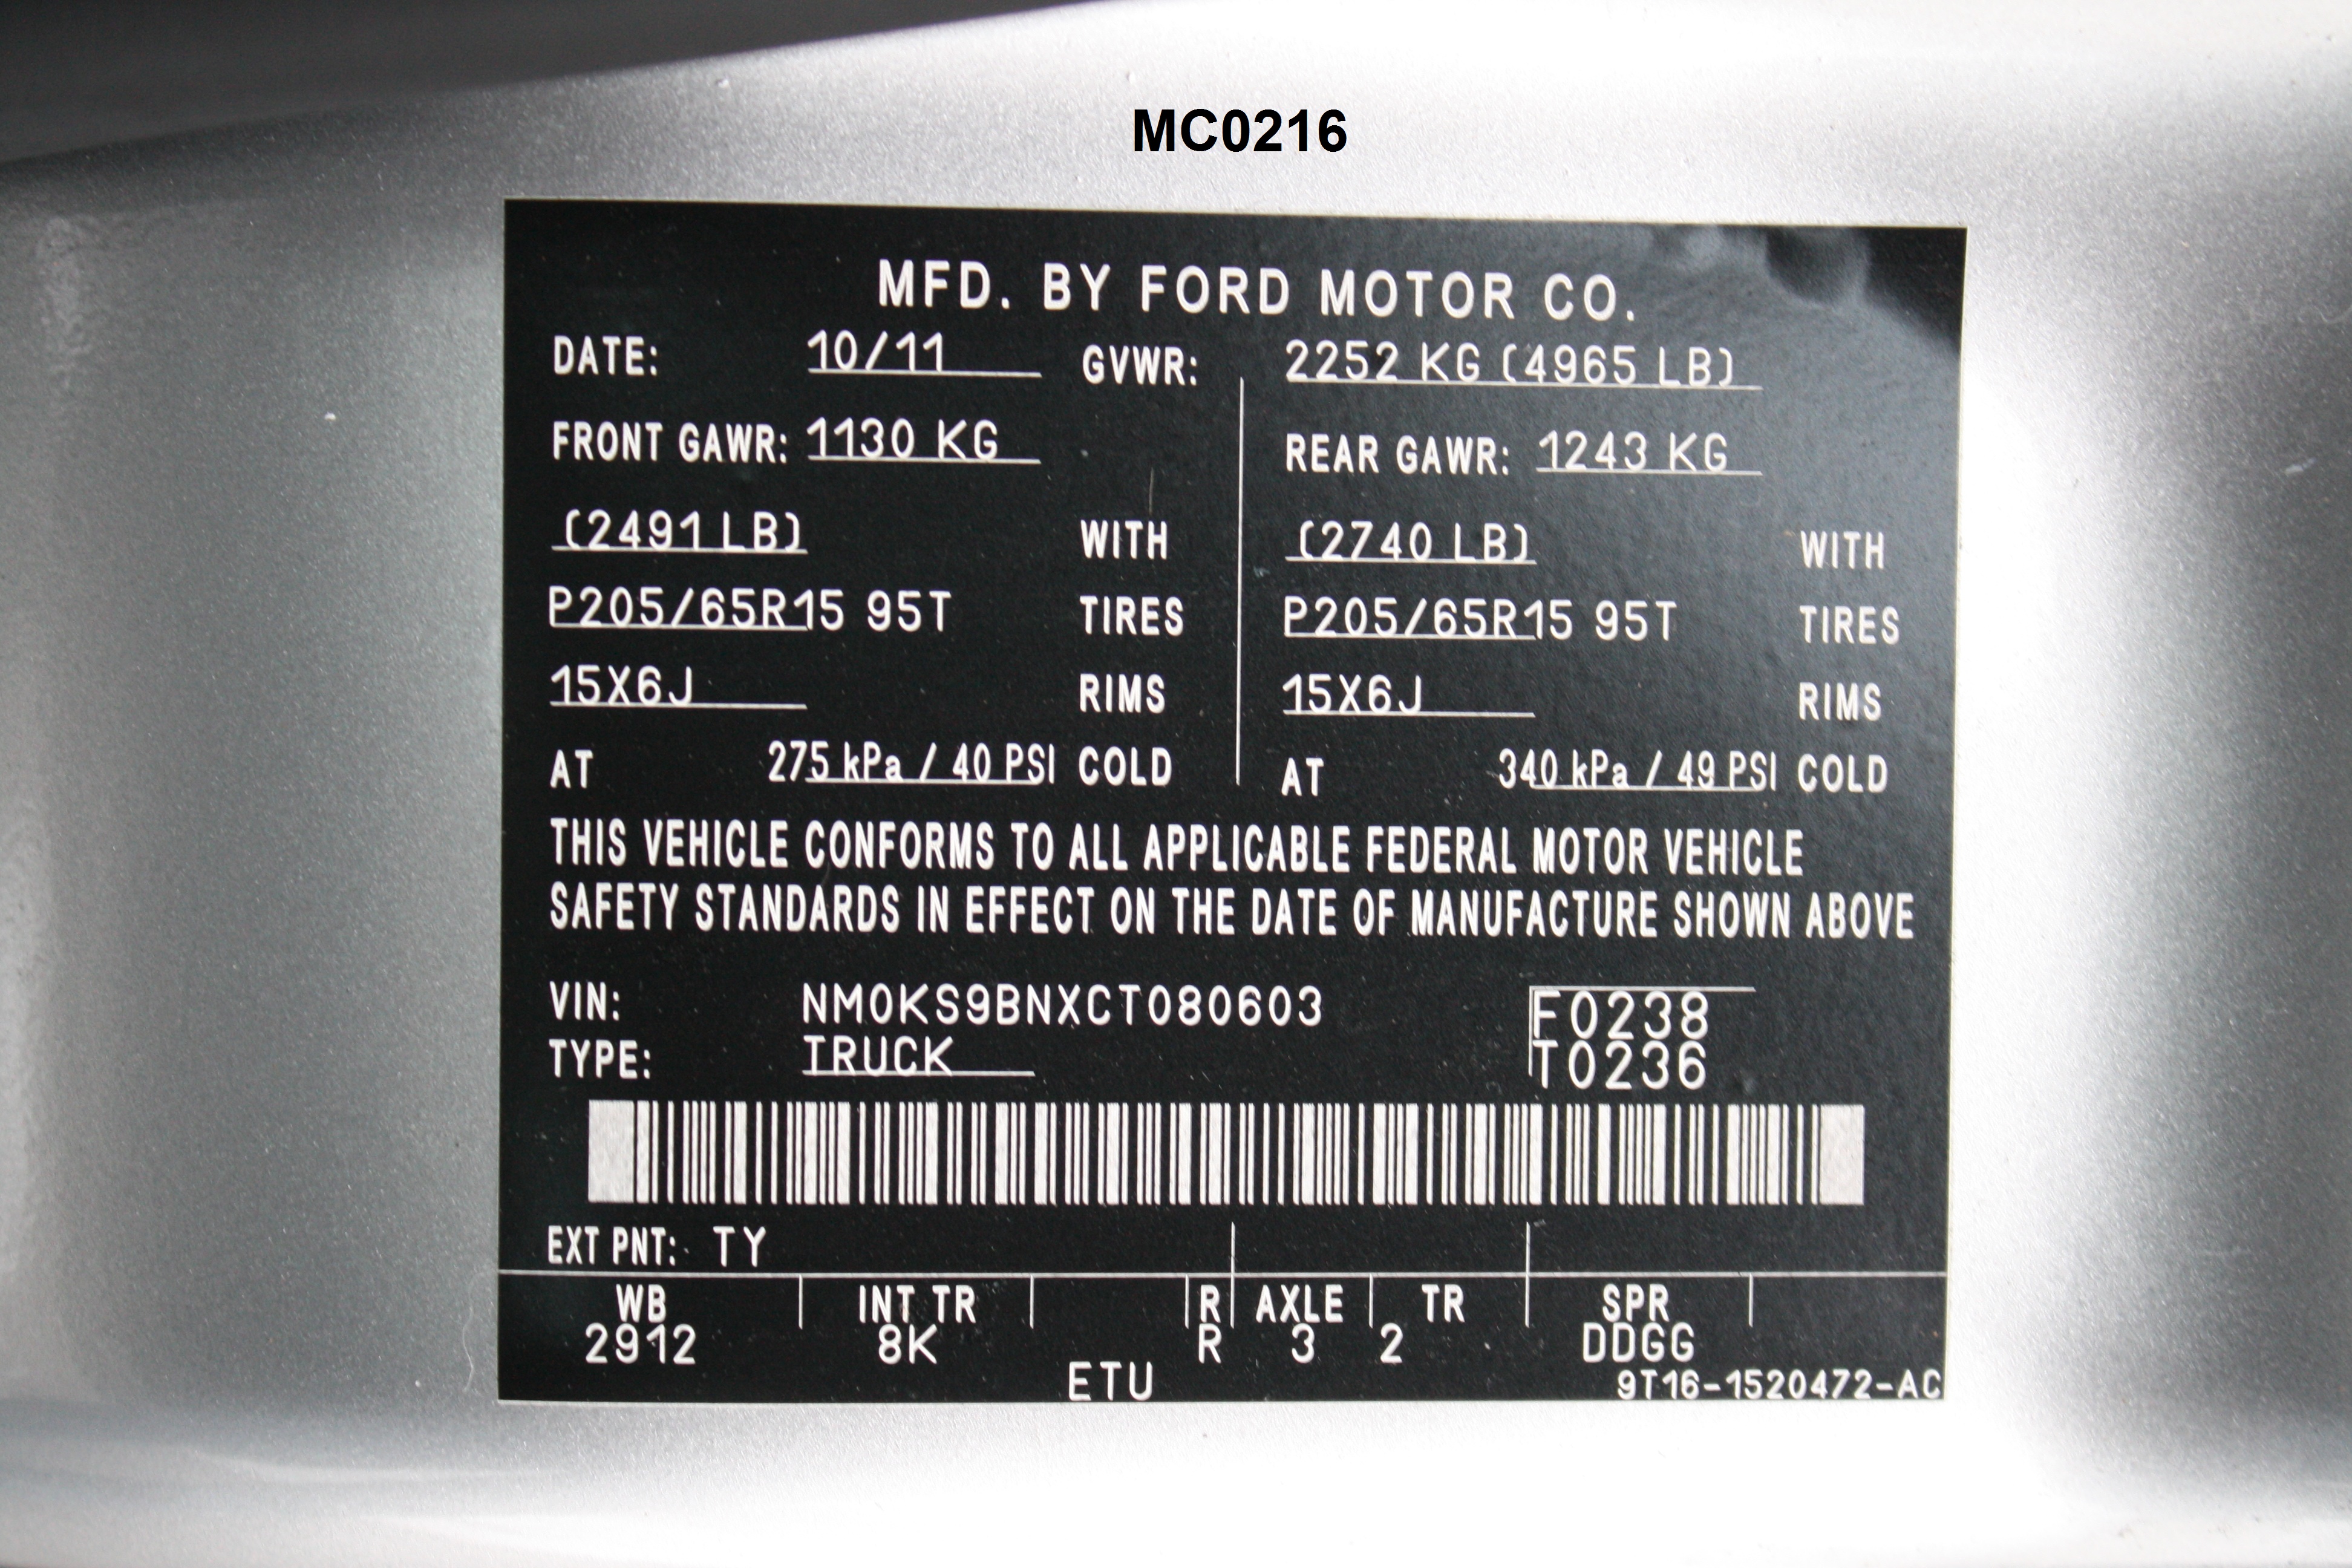 MC0216
MFD. BY FORD MOTOR CO.
DATE: 10/11 GVWR: 2252 KG (4965 LB)
FRONT GAWR: 1130 KG REAR GAWR: 1243 KG
(2491 LB) WITH (2740 LB) WITH
P205/65R15 95T TIRES P205/65R15 95T TIRES
15X6J RIMS 15X6J RIMS
AT 275 kPa / 40 PSI COLD AT 340 kPa / 49 PSI COLD
THIS VEHICLE CONFORMS TO ALL APPLICABLE FEDERAL MOTOR VEHICLE
SAFETY STANDARDS IN EFFECT ON THE DATE OF MANUFACTURE SHOWN ABOVE
VIN: NM0KS9BNXCT080603 F0238
TYPE: TRUCK T0236
EXT PNT: TY
WB INT TR R AXLE TR SPR
2912 8K R 3 2 DDGG
ETU 9T16-1520472-AC